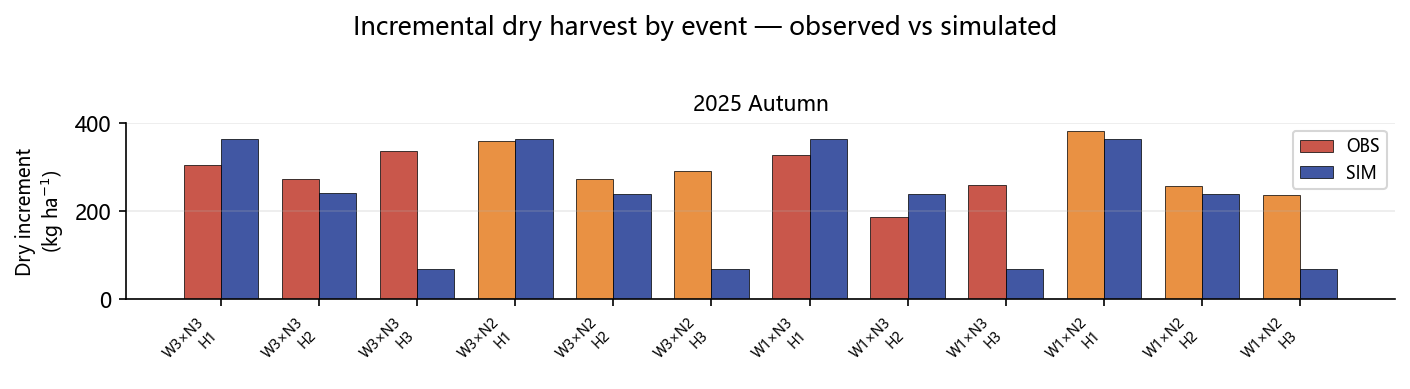 Incremental dry harvest by event — observed vs simulated
2025 Autumn
Dry increment
(kg ha⁻¹)
400
200
0
OBS
SIM
W3×N3
H1
W3×N3
H2
W3×N3
H3
W3×N2
H1
W3×N2
H2
W3×N2
H3
W1×N3
H1
W1×N3
H2
W1×N3
H3
W1×N2
H1
W1×N2
H2
W1×N2
H3